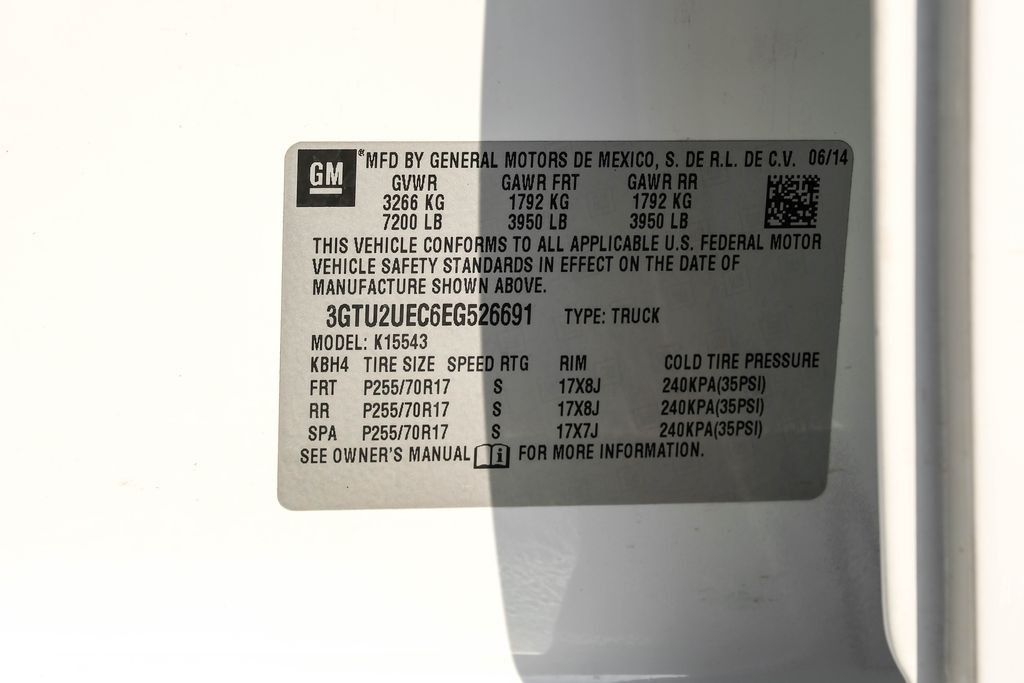 GM ® MFD BY GENERAL MOTORS DE MEXICO, S. DE R.L. DE C.V. 06/14
GVWR GAWR FRT GAWR RR
3266 KG 1792 KG 1792 KG
7200 LB 3950 LB 3950 LB
THIS VEHICLE CONFORMS TO ALL APPLICABLE U.S. FEDERAL MOTOR
VEHICLE SAFETY STANDARDS IN EFFECT ON THE DATE OF
MANUFACTURE SHOWN ABOVE.
3GTU2UEC6EG526691 TYPE: TRUCK
MODEL: K15543
KBH4 TIRE SIZE SPEED RTG RIM COLD TIRE PRESSURE
FRT P255/70R17 S 17X8J 240KPA(35PSI)
RR P255/70R17 S 17X8J 240KPA(35PSI)
SPA P255/70R17 S 17X7J 240KPA(35PSI)
SEE OWNER'S MANUAL i FOR MORE INFORMATION.